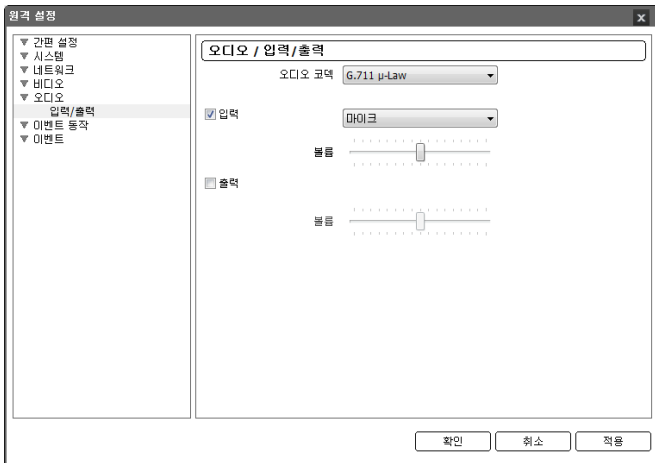 원격 설정
간편 설정
시스템
네트워크
비디오
오디오
입력/출력
이벤트 동작
이벤트
오디오 / 입력/출력
오디오 코덱 G.711 μ-Law
입력 마이크
볼륨
출력
볼륨
확인 취소 적용